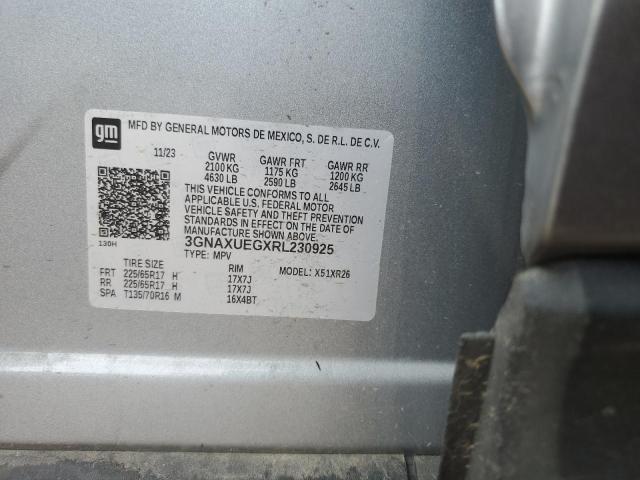 gm MFD BY GENERAL MOTORS DE MEXICO, S. DE R.L. DE C.V.
11/23 GVWR GAWR FRT GAWR RR
2100 KG 1175 KG 1200 KG
4630 LB 2590 LB 2645 LB
THIS VEHICLE CONFORMS TO ALL
APPLICABLE U.S. FEDERAL MOTOR
VEHICLE SAFETY AND THEFT PREVENTION
STANDARDS IN EFFECT ON THE DATE OF
MANUFACTURE SHOWN ABOVE.
130H 3GNAXUEGXRL230925
TYPE: MPV
TIRE SIZE RIM MODEL: X51XR26
FRT 225/65R17 H 17X7J
RR 225/65R17 H 17X7J
SPA T135/70R16 M 16X4BT